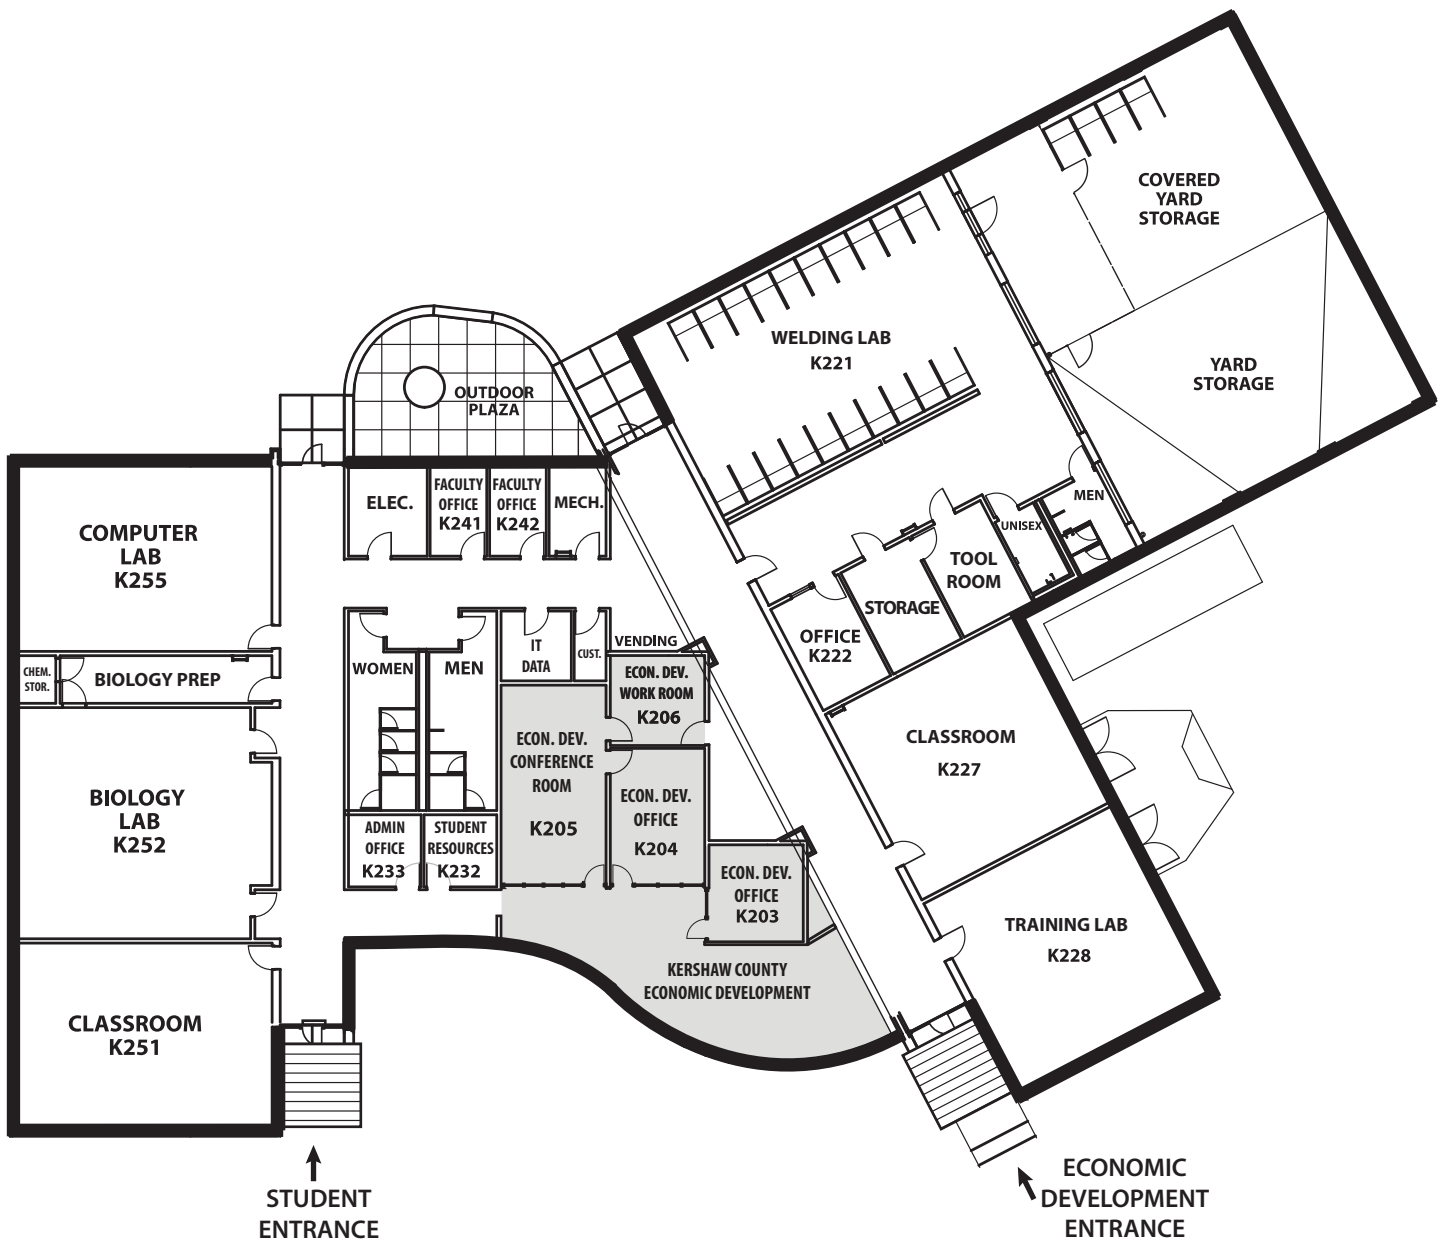 COVERED
YARD
STORAGE
WELDING LAB
K221
YARD
STORAGE
OUTDOOR
PLAZA
ELEC.
FACULTY
OFFICE
K241
FACULTY
OFFICE
K242
MECH.
MEN
UNISEX
COMPUTER
LAB
K255
TOOL
ROOM
STORAGE
OFFICE
K222
VENDING
IT
DATA
CUST.
WOMEN
MEN
CHEM.
STOR.
BIOLOGY PREP
ECON. DEV.
WORK ROOM
K206
ECON. DEV.
CONFERENCE
ROOM
K205
CLASSROOM
K227
BIOLOGY
LAB
K252
ECON. DEV.
OFFICE
K204
ADMIN
OFFICE
K233
STUDENT
RESOURCES
K232
ECON. DEV.
OFFICE
K203
TRAINING LAB
K228
KERSHAW COUNTY
ECONOMIC DEVELOPMENT
CLASSROOM
K251
STUDENT
ENTRANCE
ECONOMIC
DEVELOPMENT
ENTRANCE